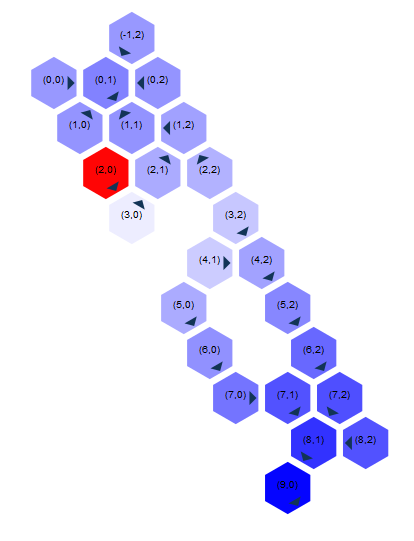 (-1,2)
(0,0) (0,1) (0,2)
(1,0) (1,1) (1,2)
(2,0) (2,1) (2,2)
(3,0) (3,2)
(4,1) (4,2)
(5,0) (5,2)
(6,0) (6,2)
(7,0) (7,1) (7,2)
(8,1) (8,2)
(9,0)